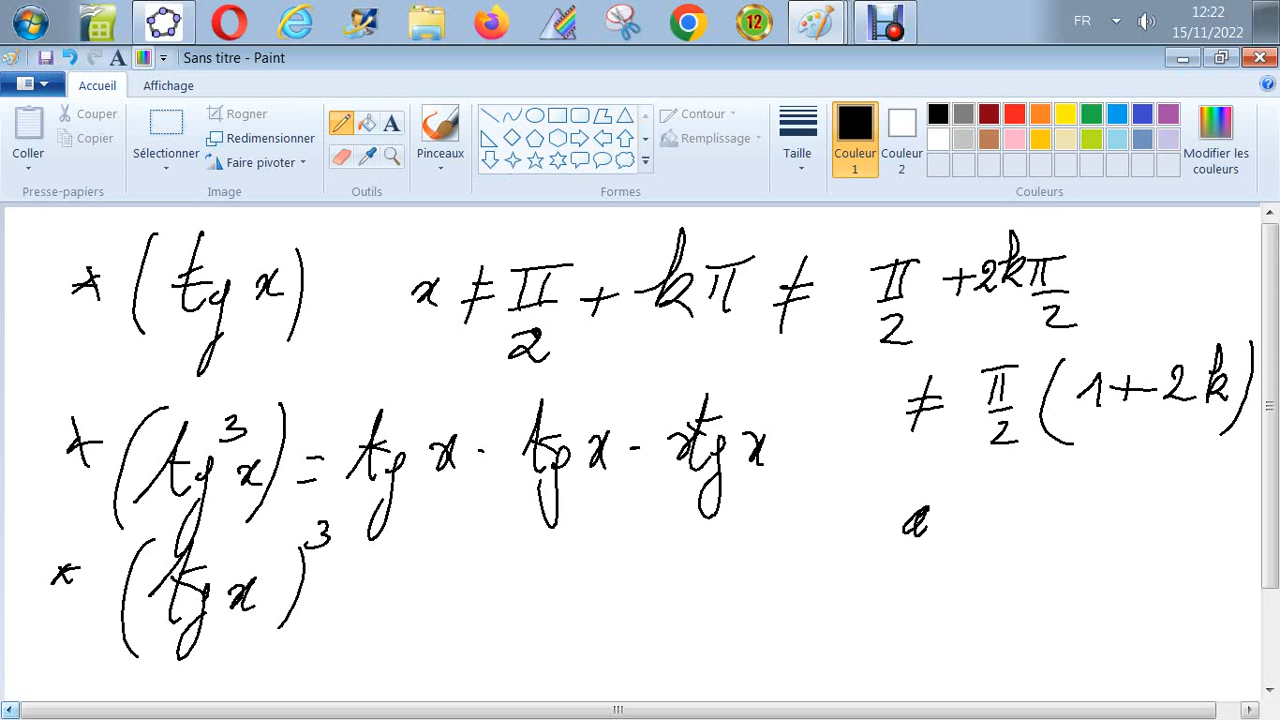 FR
12:22
15/11/2022
12
Sans titre - Paint
Accueil
Affichage
Coller
Couper
Copier
Presse-papiers
Sélectionner
Rogner
Redimensionner
Faire pivoter
Image
A
Outils
Pinceaux
Contour
Remplissage
Formes
Taille
Couleur
1
Couleur
2
Modifier les
couleurs
Couleurs
* (tg x) x ≠ π/2 + kπ ≠ π/2 + 2kπ/2
≠ π/2 (1+2k)
* (tg³x) = tg x . tg x - xtg x
* (tg x)³